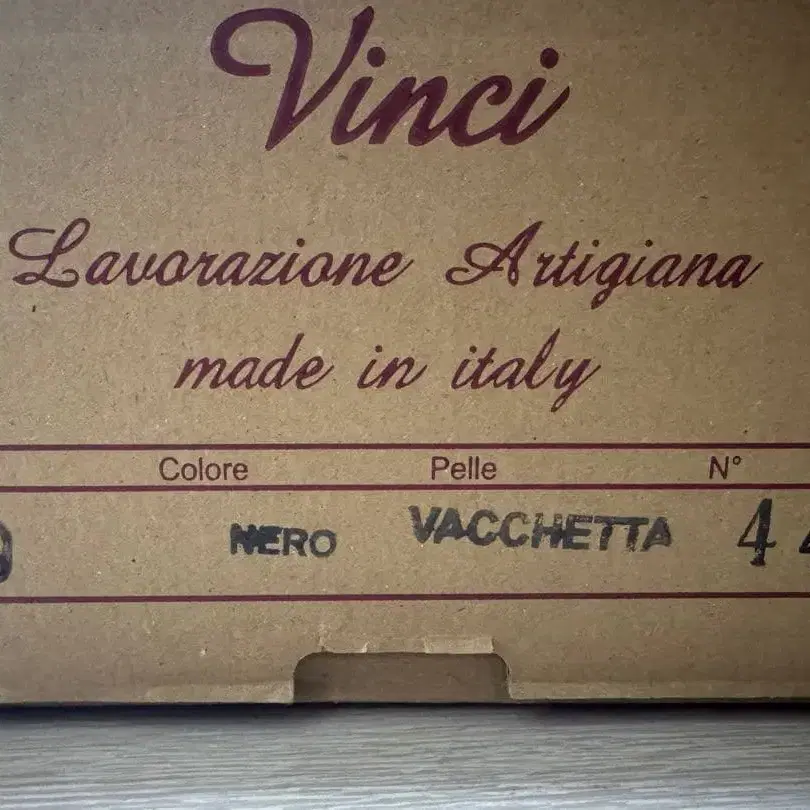 Vinci
Lavorazione Artigiana
made in italy
Colore Pelle N°
NERO VACCHETTA 4